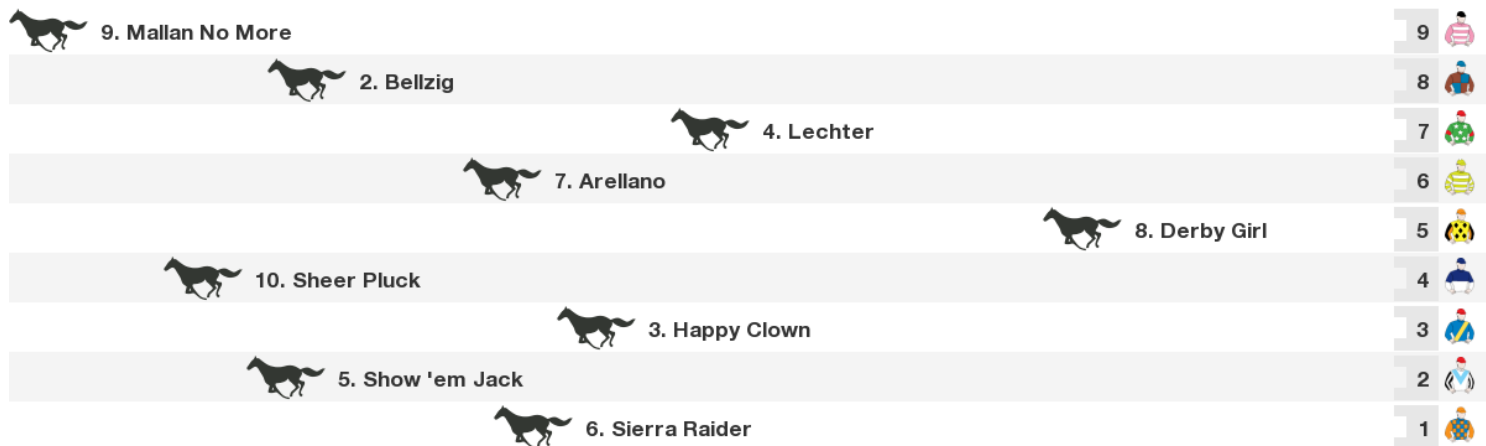 9. Mallan No More 9
2. Bellzig 8
4. Lechter 7
7. Arellano 6
8. Derby Girl 5
10. Sheer Pluck 4
3. Happy Clown 3
5. Show 'em Jack 2
6. Sierra Raider 1